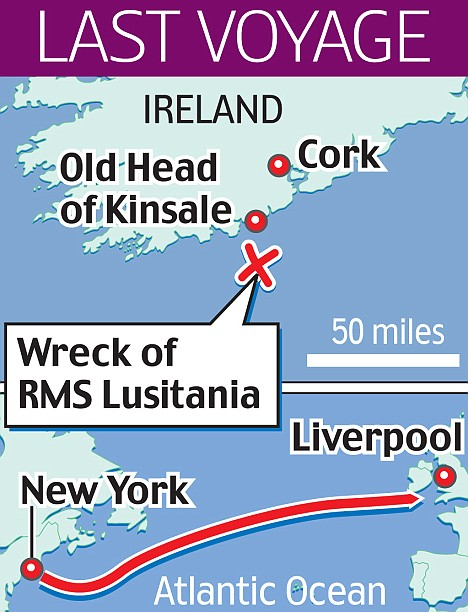 LAST VOYAGE
IRELAND
Cork
Old Head
of Kinsale
50 miles
Wreck of
RMS Lusitania
Liverpool
New York
Atlantic Ocean